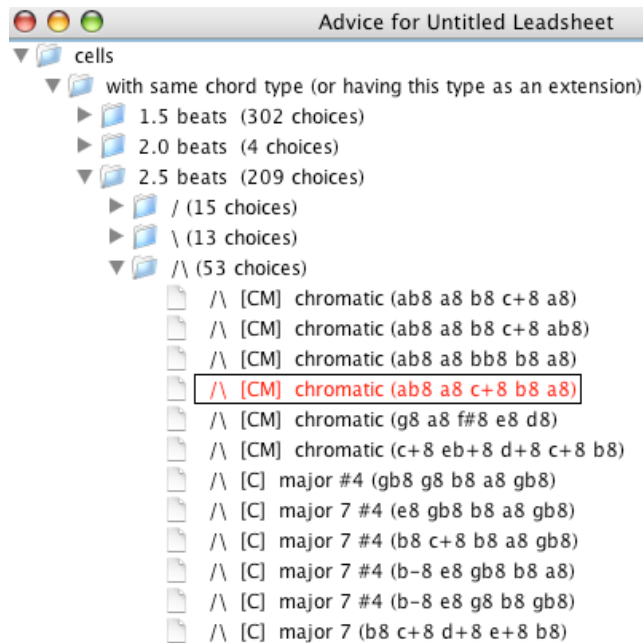 Advice for Untitled Leadsheet
cells
with same chord type (or having this type as an extension)
1.5 beats (302 choices)
2.0 beats (4 choices)
2.5 beats (209 choices)
/ (15 choices)
\ (13 choices)
/\ (53 choices)
/\ [CM] chromatic (ab8 a8 b8 c+8 a8)
/\ [CM] chromatic (ab8 a8 b8 c+8 ab8)
/\ [CM] chromatic (ab8 a8 bb8 b8 a8)
/\ [CM] chromatic (ab8 a8 c+8 b8 a8)
/\ [CM] chromatic (g8 a8 f#8 e8 d8)
/\ [CM] chromatic (c+8 eb+8 d+8 c+8 b8)
/\ [C] major #4 (gb8 g8 b8 a8 gb8)
/\ [C] major 7 #4 (e8 gb8 b8 a8 gb8)
/\ [C] major 7 #4 (b8 c+8 b8 a8 gb8)
/\ [C] major 7 #4 (b-8 e8 gb8 b8 a8)
/\ [C] major 7 #4 (b-8 e8 g8 b8 gb8)
/\ [C] major 7 (b8 c+8 d+8 e+8 b8)